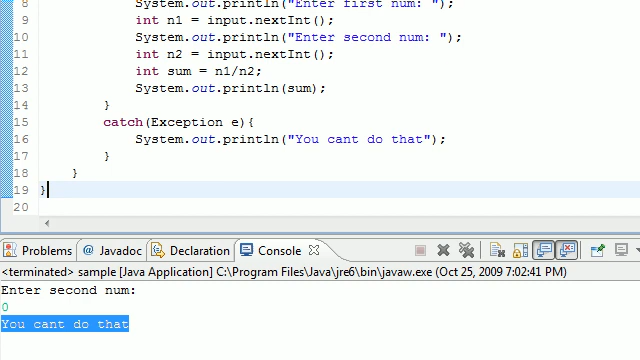 8 System.out.println("Enter first num: ");
9 int n1 = input.nextInt();
10 System.out.println("Enter second num: ");
11 int n2 = input.nextInt();
12 int sum = n1/n2;
13 System.out.println(sum);
14 }
15 catch(Exception e){
16 System.out.println("You cant do that");
17 }
18 }
19 }
20
Problems @ Javadoc Declaration Console
<terminated> sample [Java Application] C:\Program Files\Java\jre6\bin\javaw.exe (Oct 25, 2009 7:02:41 PM)
Enter second num:
0
You cant do that